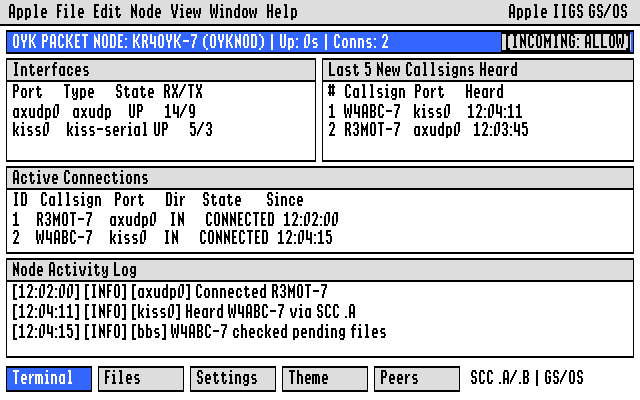 Apple File Edit Node View Window Help Apple IIGS GS/OS
OYK PACKET NODE: KR4OYK-7 (OYKNOD) | Up: 0s | Conns: 2 [INCOMING: ALLOW]
Interfaces
Port Type State RX/TX
axudp0 axudp UP 14/9
kiss0 kiss-serial UP 5/3
Last 5 New Callsigns Heard
# Callsign Port Heard
1 W4ABC-7 kiss0 12:04:11
2 R3MOT-7 axudp0 12:03:45
Active Connections
ID Callsign Port Dir State Since
1 R3MOT-7 axudp0 IN CONNECTED 12:02:00
2 W4ABC-7 kiss0 IN CONNECTED 12:04:15
Node Activity Log
[12:02:00] [INFO] [axudp0] Connected R3MOT-7
[12:04:11] [INFO] [kiss0] Heard W4ABC-7 via SCC .A
[12:04:15] [INFO] [bbs] W4ABC-7 checked pending files
Terminal Files Settings Theme Peers SCC .A/.B | GS/OS